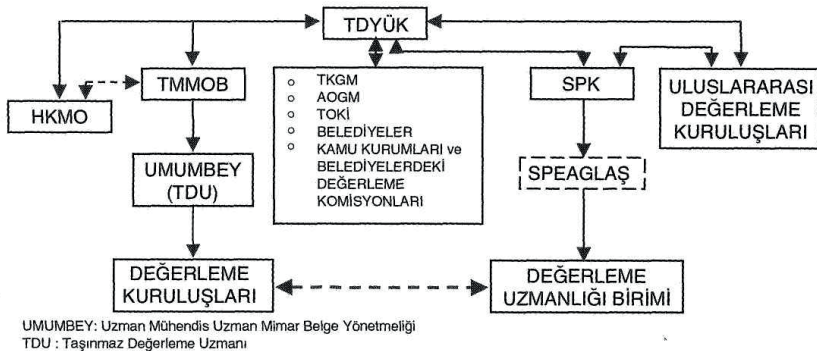 TDYÜK
HKMO
TMMOB
TKGM
AOGM
TOKİ
BELEDİYELER
KAMU KURUMLARI ve
BELEDİYELERDEKİ
DEĞERLEME
KOMİSYONLARI
SPK
ULUSLARARASI
DEĞERLEME
KURULUŞLARI
UMUMBEY
(TDU)
SPEAGLAŞ
DEĞERLEME
KURULUŞLARI
DEĞERLEME
UZMANLIĞI BİRİMİ
UMUMBEY: Uzman Mühendis Uzman Mimar Belge Yönetmeliği
TDU : Taşınmaz Değerleme Uzmanı